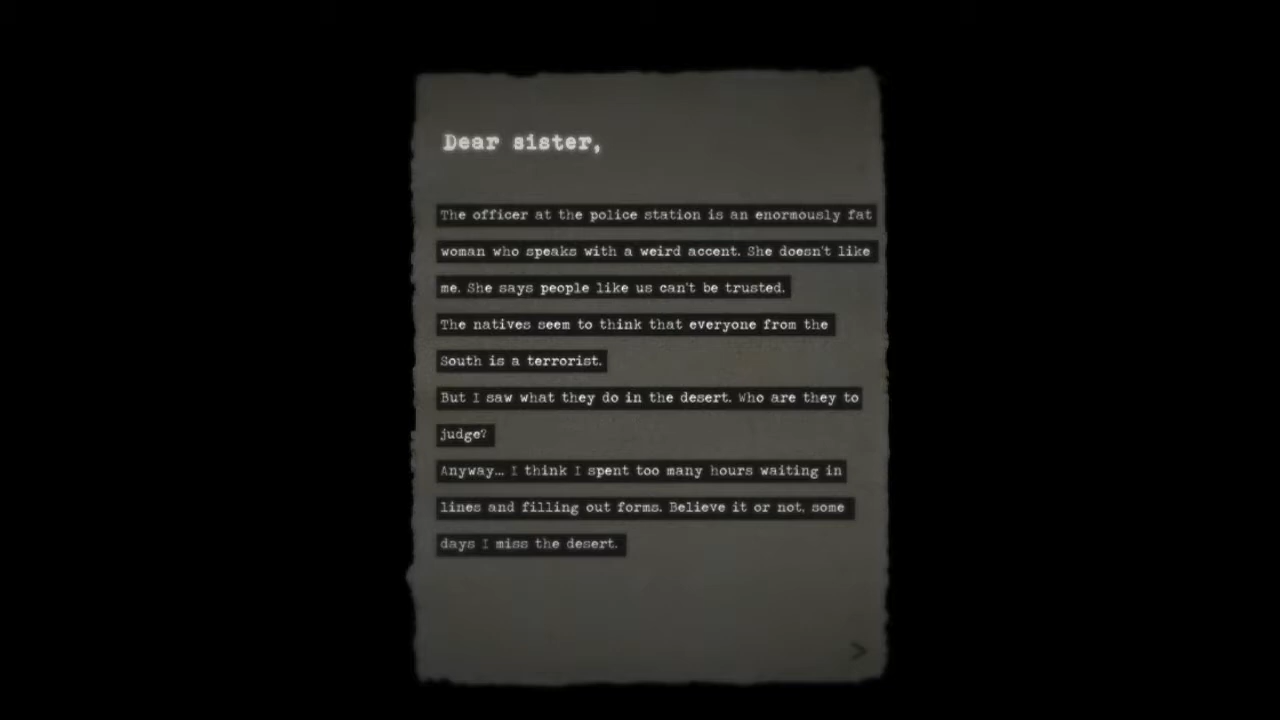 Dear sister,
The officer at the police station is an enormously fat
woman who speaks with a weird accent. She doesn't like
me. She says people like us can't be trusted.
The natives seem to think that everyone from the
South is a terrorist.
But I saw what they do in the desert. Who are they to
judge?
Anyway... I think I spent too many hours waiting in
lines and filling out forms. Believe it or not, some
days I miss the desert.
>